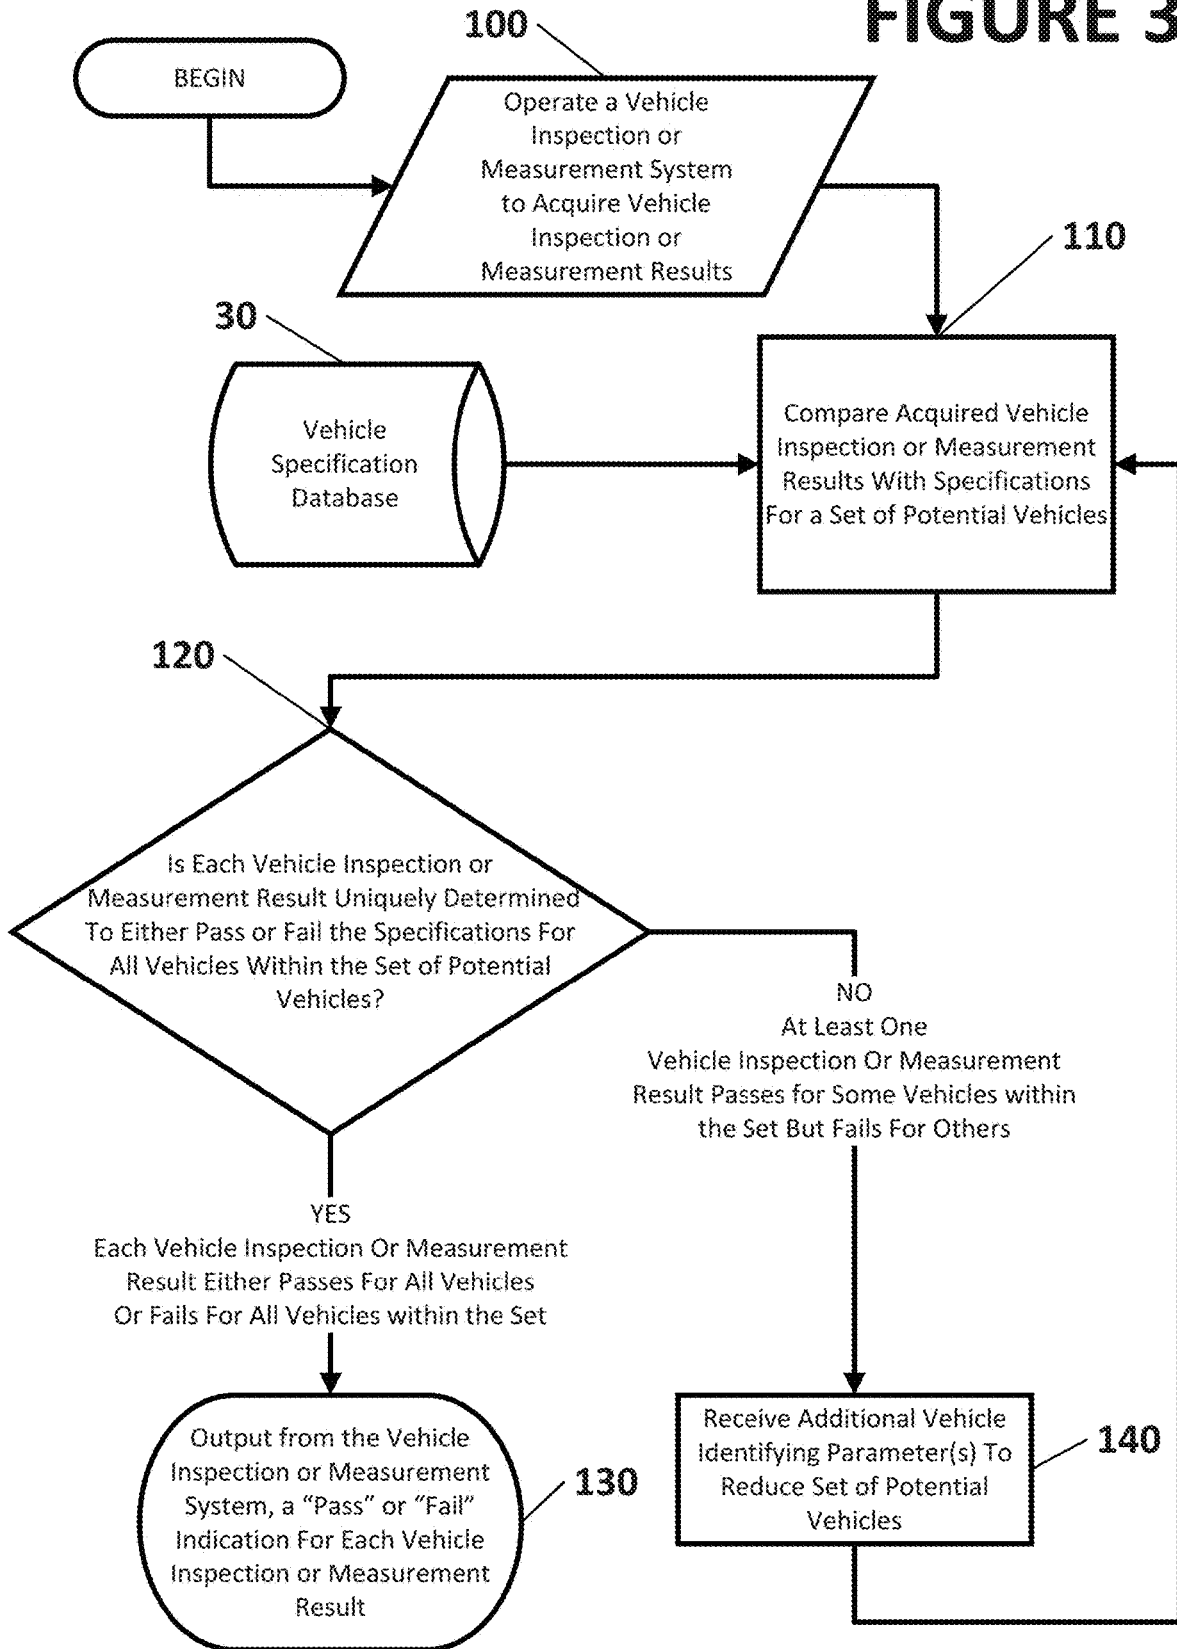 FIGURE 3
100
BEGIN
Operate a Vehicle
Inspection or
Measurement System
to Acquire Vehicle
Inspection or
Measurement Results
110
30
Vehicle
Specification
Database
Compare Acquired Vehicle
Inspection or Measurement
Results With Specifications
For a Set of Potential Vehicles
120
Is Each Vehicle Inspection or
Measurement Result Uniquely Determined
To Either Pass or Fail the Specifications For
All Vehicles Within the Set of Potential
Vehicles?
NO
At Least One
Vehicle Inspection Or Measurement
Result Passes for Some Vehicles within
the Set But Fails For Others
YES
Each Vehicle Inspection Or Measurement
Result Either Passes For All Vehicles
Or Fails For All Vehicles within the Set
Output from the Vehicle
Inspection or Measurement
System, a “Pass” or “Fail”
Indication For Each Vehicle
Inspection or Measurement
Result
130
Receive Additional Vehicle
Identifying Parameter(s) To
Reduce Set of Potential
Vehicles
140